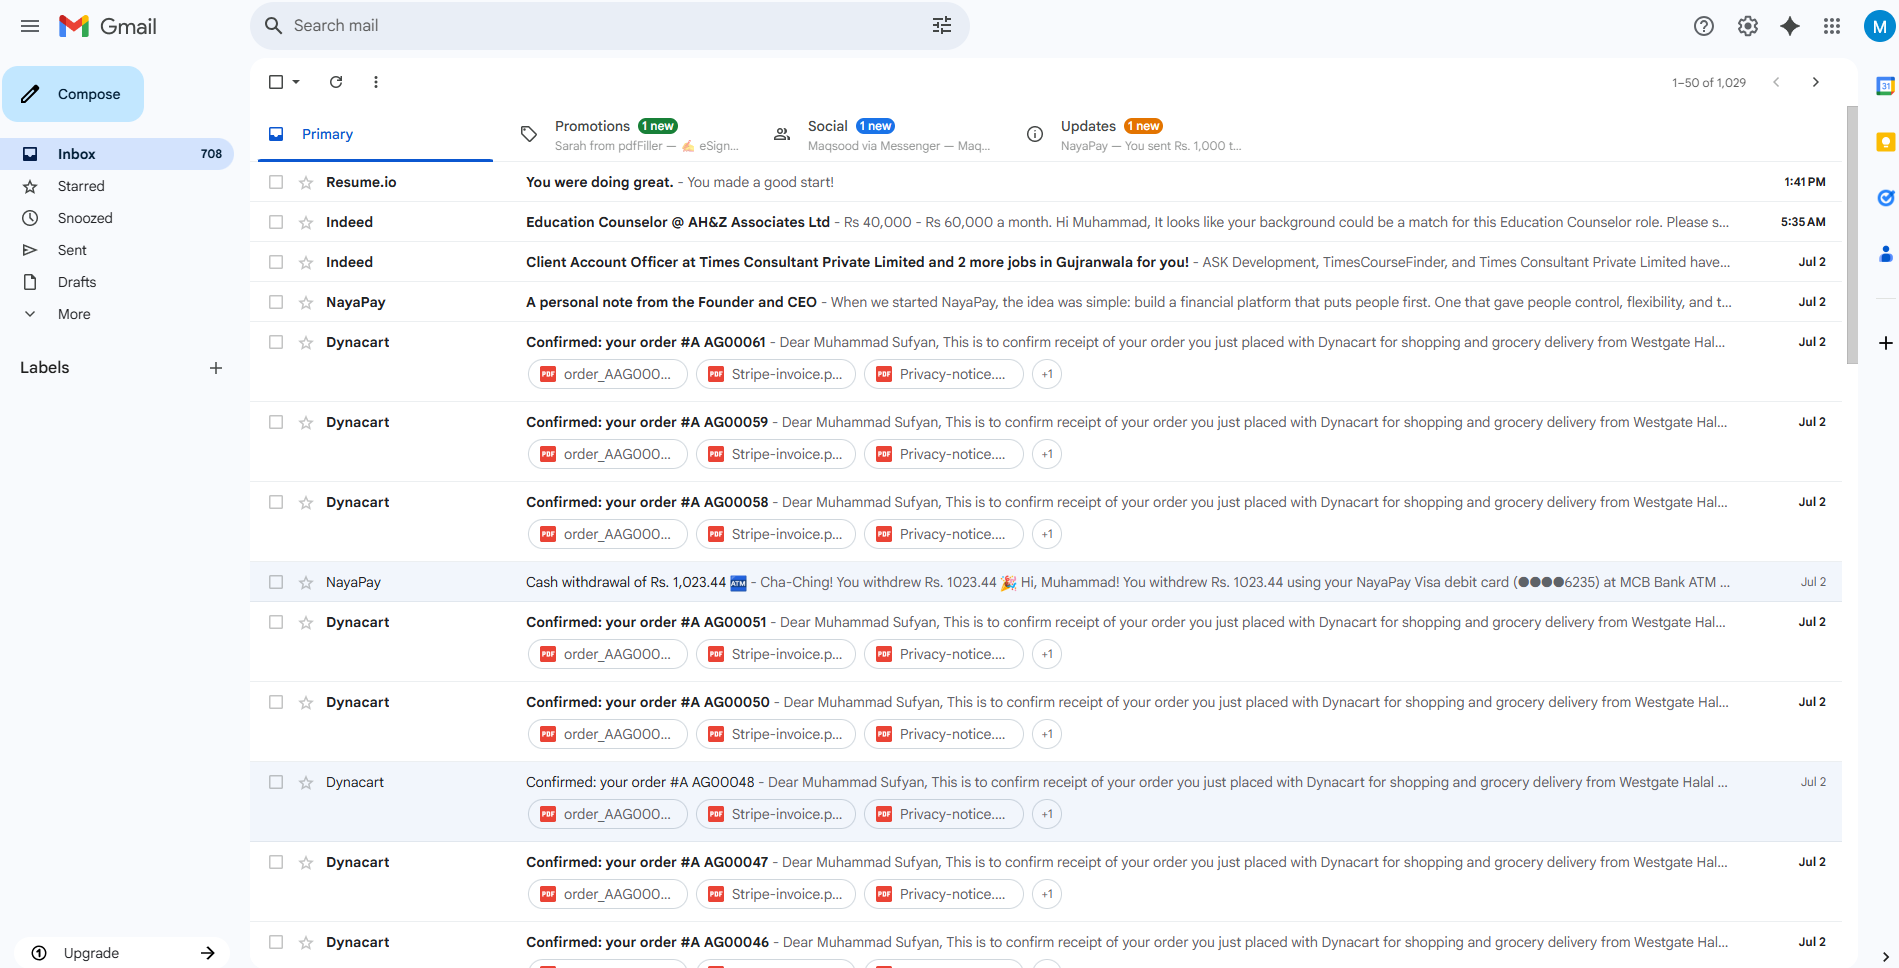 Gmail
Search mail
M
Compose
Inbox 708
Starred
Snoozed
Sent
Drafts
More
Labels
Upgrade
1–50 of 1,029
31
Primary
Promotions 1 new
Sarah from pdfFiller — ✍️ eSign...
Social 1 new
Maqsood via Messenger — Maq...
Updates 1 new
NayaPay — You sent Rs. 1,000 t...
Resume.io You were doing great. - You made a good start! 1:41 PM
Indeed Education Counselor @ AH&Z Associates Ltd - Rs 40,000 - Rs 60,000 a month. Hi Muhammad, It looks like your background could be a match for this Education Counselor role. Please s... 5:35 AM
Indeed Client Account Officer at Times Consultant Private Limited and 2 more jobs in Gujranwala for you! - ASK Development, TimesCourseFinder, and Times Consultant Private Limited have... Jul 2
NayaPay A personal note from the Founder and CEO - When we started NayaPay, the idea was simple: build a financial platform that puts people first. One that gave people control, flexibility, and t... Jul 2
Dynacart Confirmed: your order #A AG00061 - Dear Muhammad Sufyan, This is to confirm receipt of your order you just placed with Dynacart for shopping and grocery delivery from Westgate Hal... Jul 2
PDF order_AAG000... PDF Stripe-invoice.p... PDF Privacy-notice.... +1
Dynacart Confirmed: your order #A AG00059 - Dear Muhammad Sufyan, This is to confirm receipt of your order you just placed with Dynacart for shopping and grocery delivery from Westgate Hal... Jul 2
PDF order_AAG000... PDF Stripe-invoice.p... PDF Privacy-notice.... +1
Dynacart Confirmed: your order #A AG00058 - Dear Muhammad Sufyan, This is to confirm receipt of your order you just placed with Dynacart for shopping and grocery delivery from Westgate Hal... Jul 2
PDF order_AAG000... PDF Stripe-invoice.p... PDF Privacy-notice.... +1
NayaPay Cash withdrawal of Rs. 1,023.44 🏧 - Cha-Ching! You withdrew Rs. 1023.44 🎉 Hi, Muhammad! You withdrew Rs. 1023.44 using your NayaPay Visa debit card (●●●●6235) at MCB Bank ATM ... Jul 2
Dynacart Confirmed: your order #A AG00051 - Dear Muhammad Sufyan, This is to confirm receipt of your order you just placed with Dynacart for shopping and grocery delivery from Westgate Hal... Jul 2
PDF order_AAG000... PDF Stripe-invoice.p... PDF Privacy-notice.... +1
Dynacart Confirmed: your order #A AG00050 - Dear Muhammad Sufyan, This is to confirm receipt of your order you just placed with Dynacart for shopping and grocery delivery from Westgate Hal... Jul 2
PDF order_AAG000... PDF Stripe-invoice.p... PDF Privacy-notice.... +1
Dynacart Confirmed: your order #A AG00048 - Dear Muhammad Sufyan, This is to confirm receipt of your order you just placed with Dynacart for shopping and grocery delivery from Westgate Halal ... Jul 2
PDF order_AAG000... PDF Stripe-invoice.p... PDF Privacy-notice.... +1
Dynacart Confirmed: your order #A AG00047 - Dear Muhammad Sufyan, This is to confirm receipt of your order you just placed with Dynacart for shopping and grocery delivery from Westgate Hal... Jul 2
PDF order_AAG000... PDF Stripe-invoice.p... PDF Privacy-notice.... +1
Dynacart Confirmed: your order #A AG00046 - Dear Muhammad Sufyan, This is to confirm receipt of your order you just placed with Dynacart for shopping and grocery delivery from Westgate Hal... Jul 2